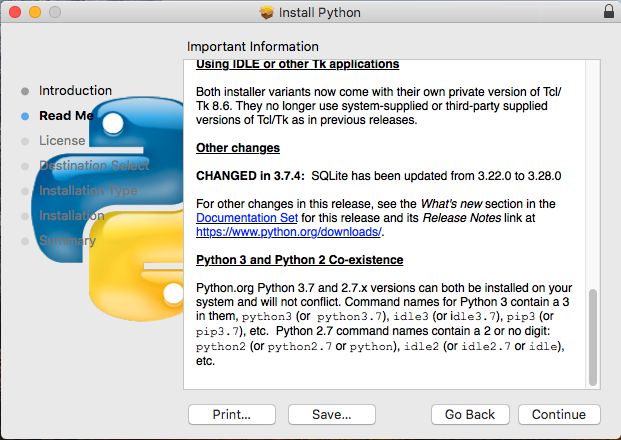 Install Python
Important Information
Introduction
Read Me
License
Destination Select
Installation Type
Installation
Summary
Using IDLE or other Tk applications
Both installer variants now come with their own private version of Tcl/
Tk 8.6. They no longer use system-supplied or third-party supplied
versions of Tcl/Tk as in previous releases.
Other changes
CHANGED in 3.7.4: SQLite has been updated from 3.22.0 to 3.28.0
For other changes in this release, see the What's new section in the
Documentation Set for this release and its Release Notes link at
https://www.python.org/downloads/.
Python 3 and Python 2 Co-existence
Python.org Python 3.7 and 2.7.x versions can both be installed on your
system and will not conflict. Command names for Python 3 contain a 3
in them, python3 (or python3.7), idle3 (or idle3.7), pip3 (or
pip3.7), etc. Python 2.7 command names contain a 2 or no digit:
python2 (or python2.7 or python), idle2 (or idle2.7 or idle),
etc.
Print...
Save...
Go Back
Continue